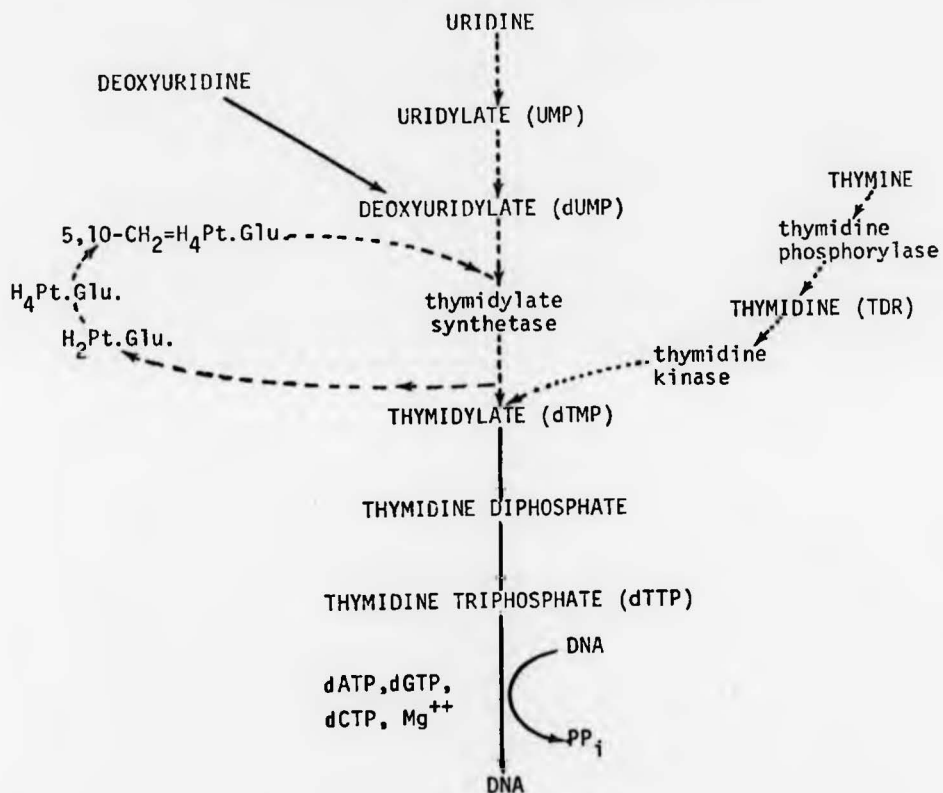 URIDINE
DEOXYURIDINE
URIDYLATE (UMP)
DEOXYURIDYLATE (dUMP)
THYMINE
thymidine
phosphorylase
5,10-CH₂=H₄Pt.Glu.
H₄Pt.Glu.
H₂Pt.Glu.
thymidylate
synthetase
THYMIDINE (TDR)
thymidine
kinase
THYMIDYLATE (dTMP)
THYMIDINE DIPHOSPHATE
THYMIDINE TRIPHOSPHATE (dTTP)
DNA
dATP,dGTP,
dCTP, Mg⁺⁺
PPᵢ
DNA